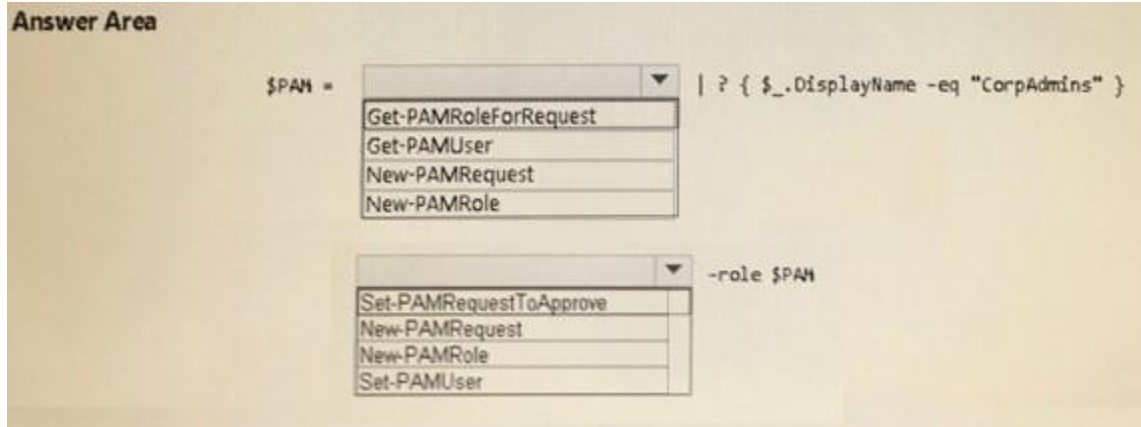 Answer Area
$PAM = | ? { $_.DisplayName -eq "CorpAdmins" }
Get-PAMRoleForRequest
Get-PAMUser
New-PAMRequest
New-PAMRole
-role $PAM
Set-PAMRequestToApprove
New-PAMRequest
New-PAMRole
Set-PAMUser